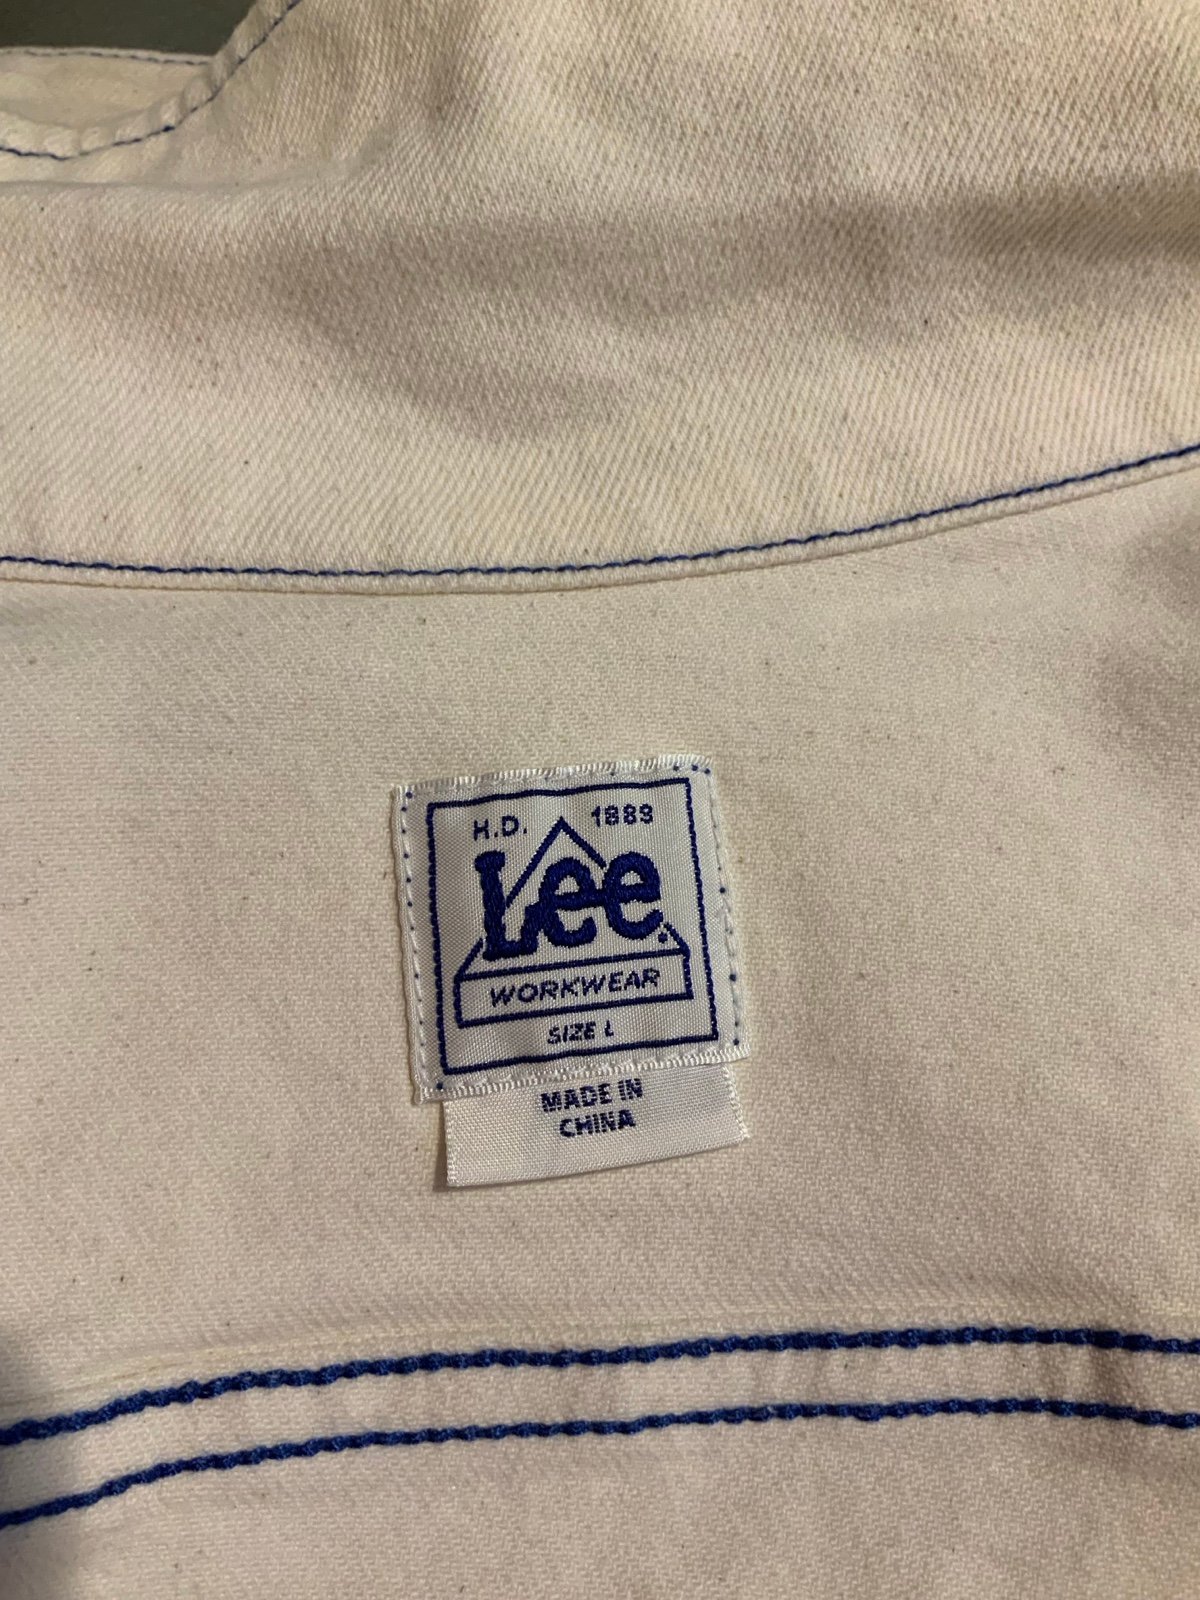 H.D. 1889
Lee
WORKWEAR
SIZE L
MADE IN
CHINA